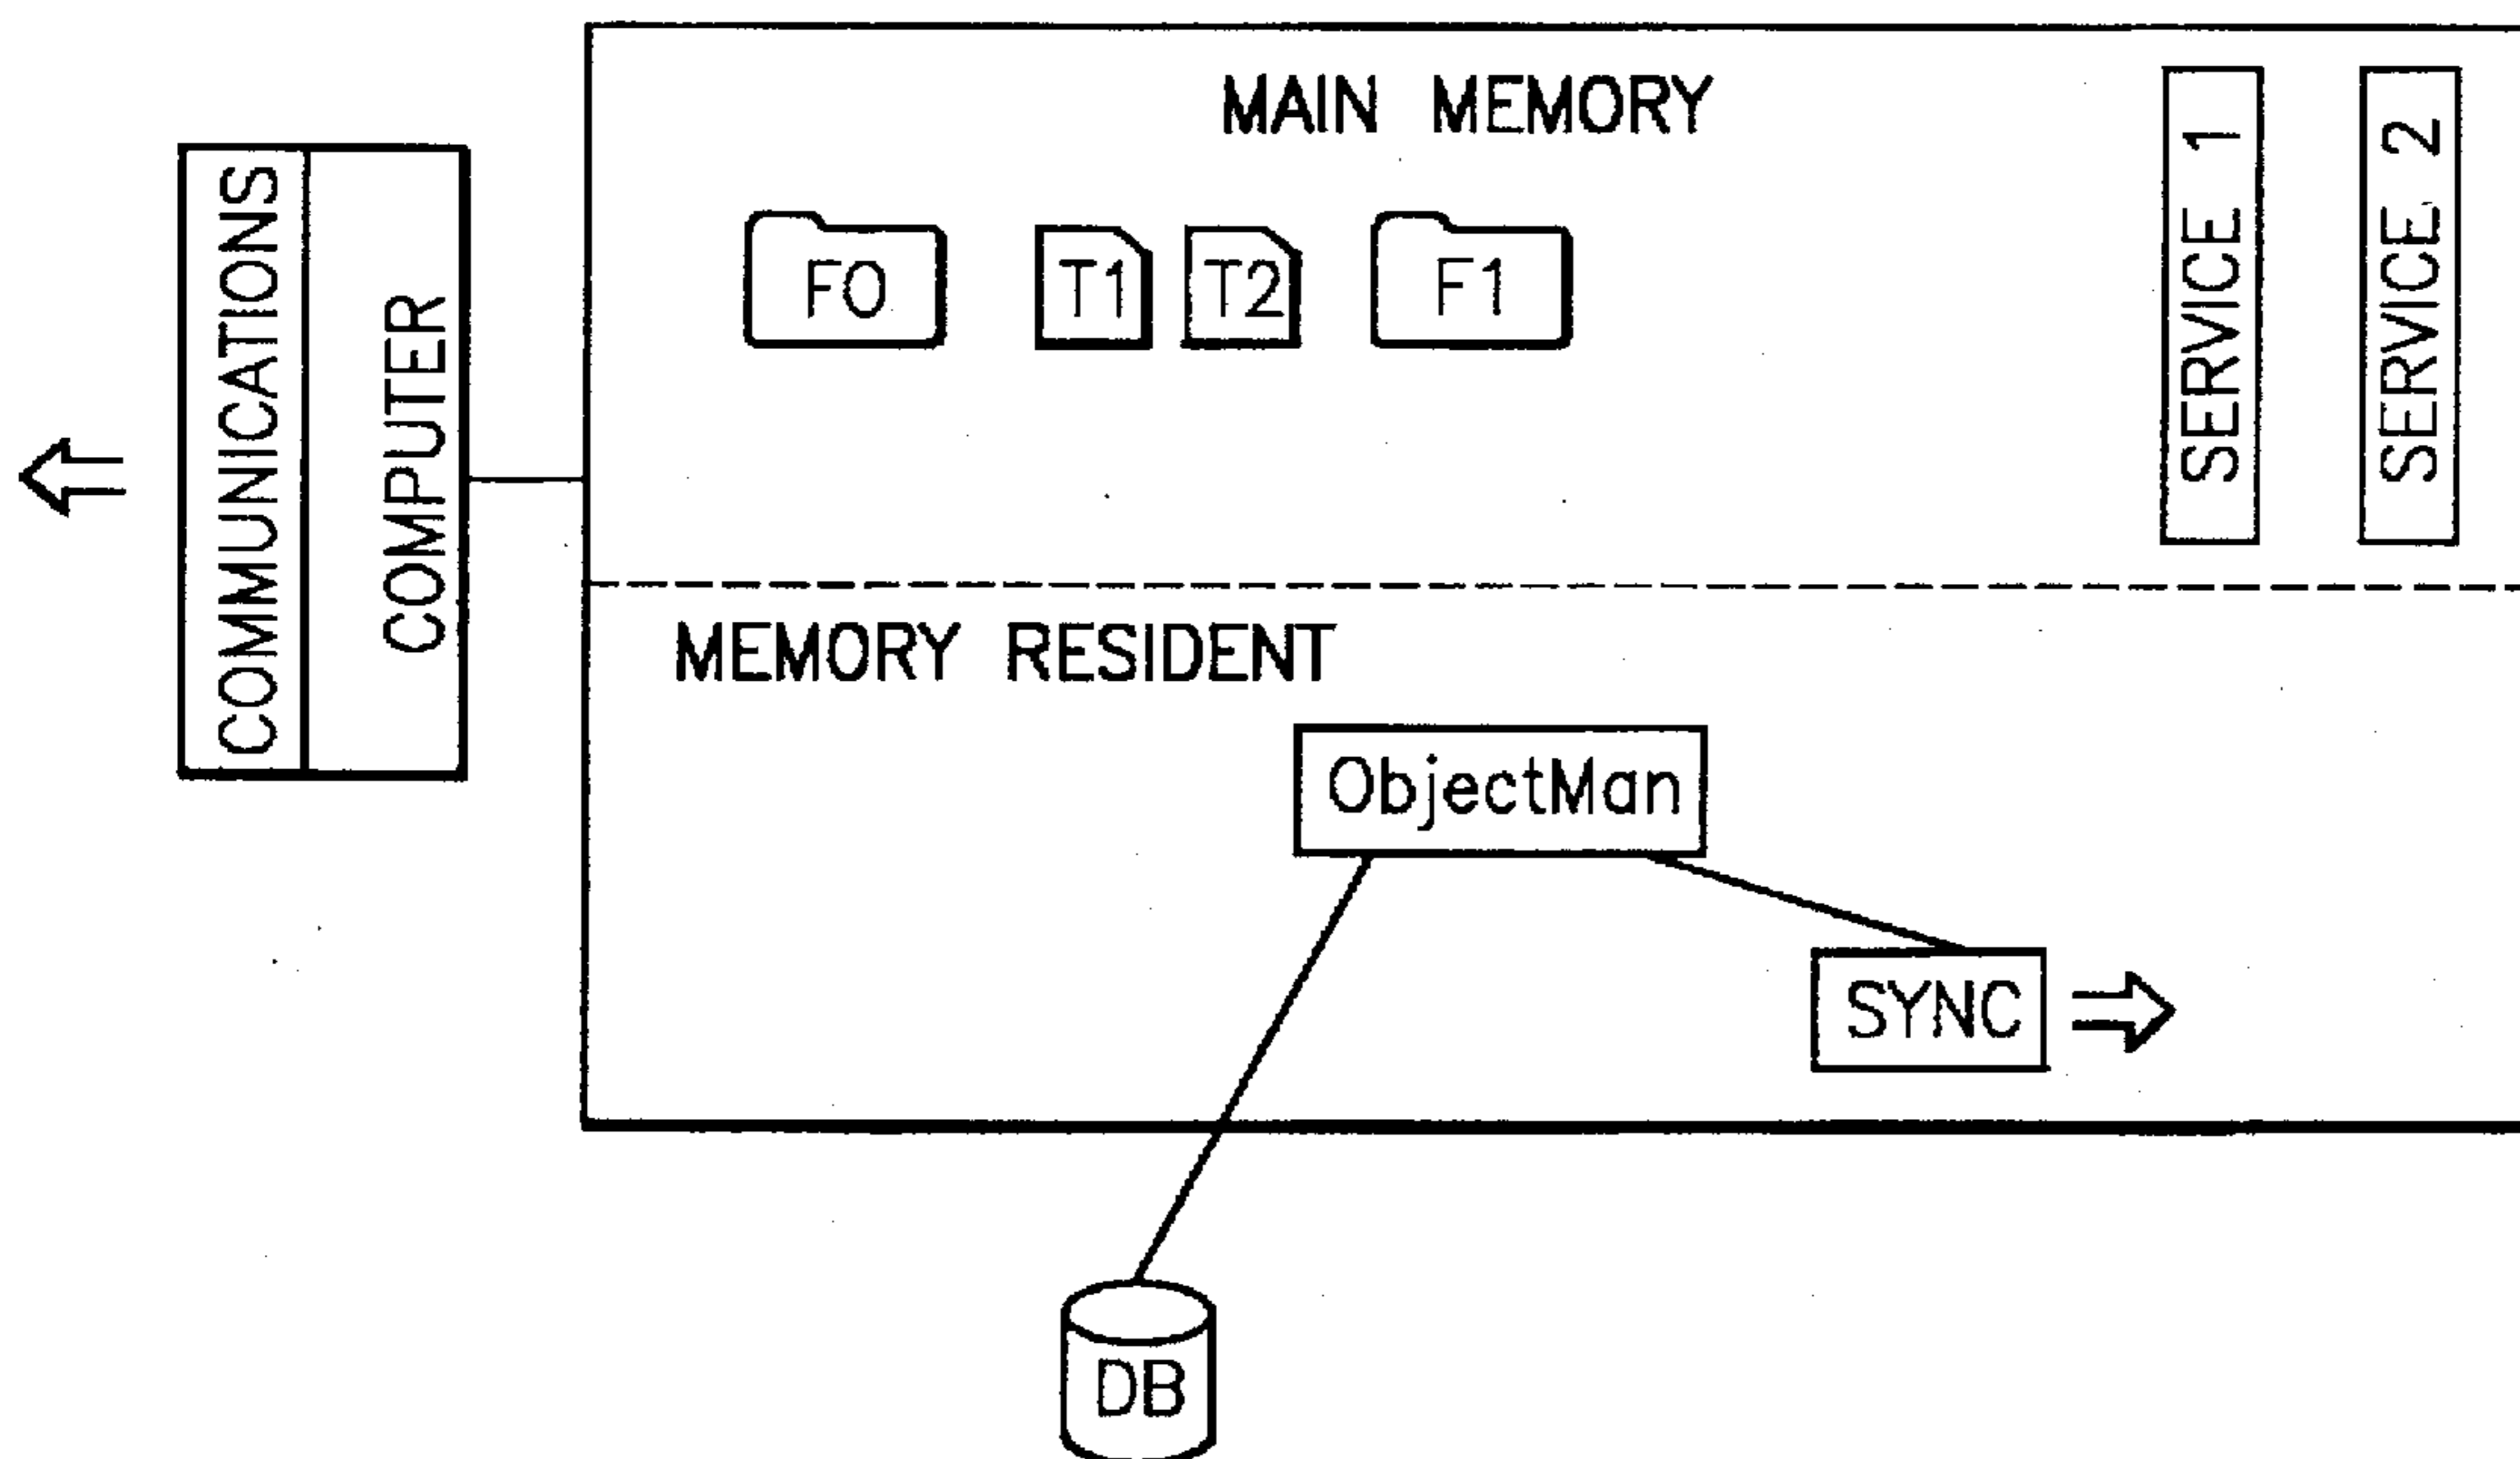 COMMUNICATIONS
COMPUTER
MAIN MEMORY
F0
T1
T2
F1
SERVICE 1
SERVICE 2
MEMORY RESIDENT
ObjectMan
SYNC
DB